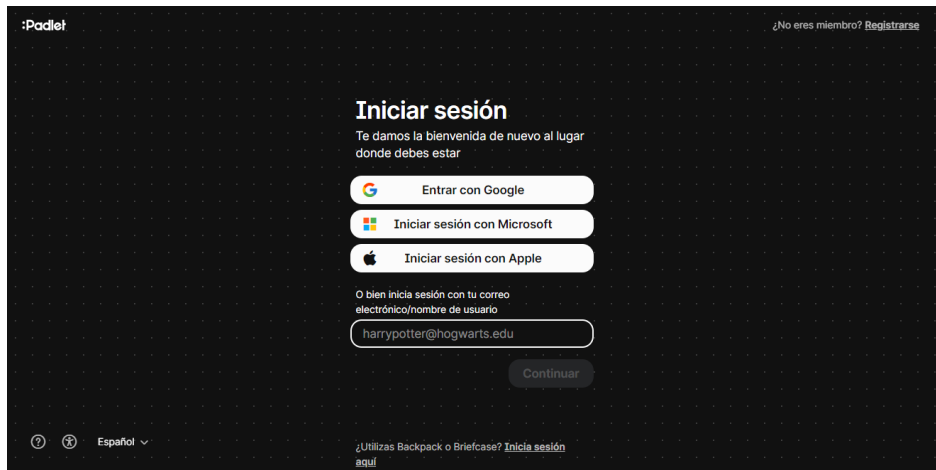 :Padlet
¿No eres miembro? Registrarse
Iniciar sesión
Te damos la bienvenida de nuevo al lugar
donde debes estar
Entrar con Google
Iniciar sesión con Microsoft
Iniciar sesión con Apple
O bien inicia sesión con tu correo
electrónico/nombre de usuario
harrypotter@hogwarts.edu
Continuar
Español
¿Utilizas Backpack o Briefcase? Inicia sesión
aquí